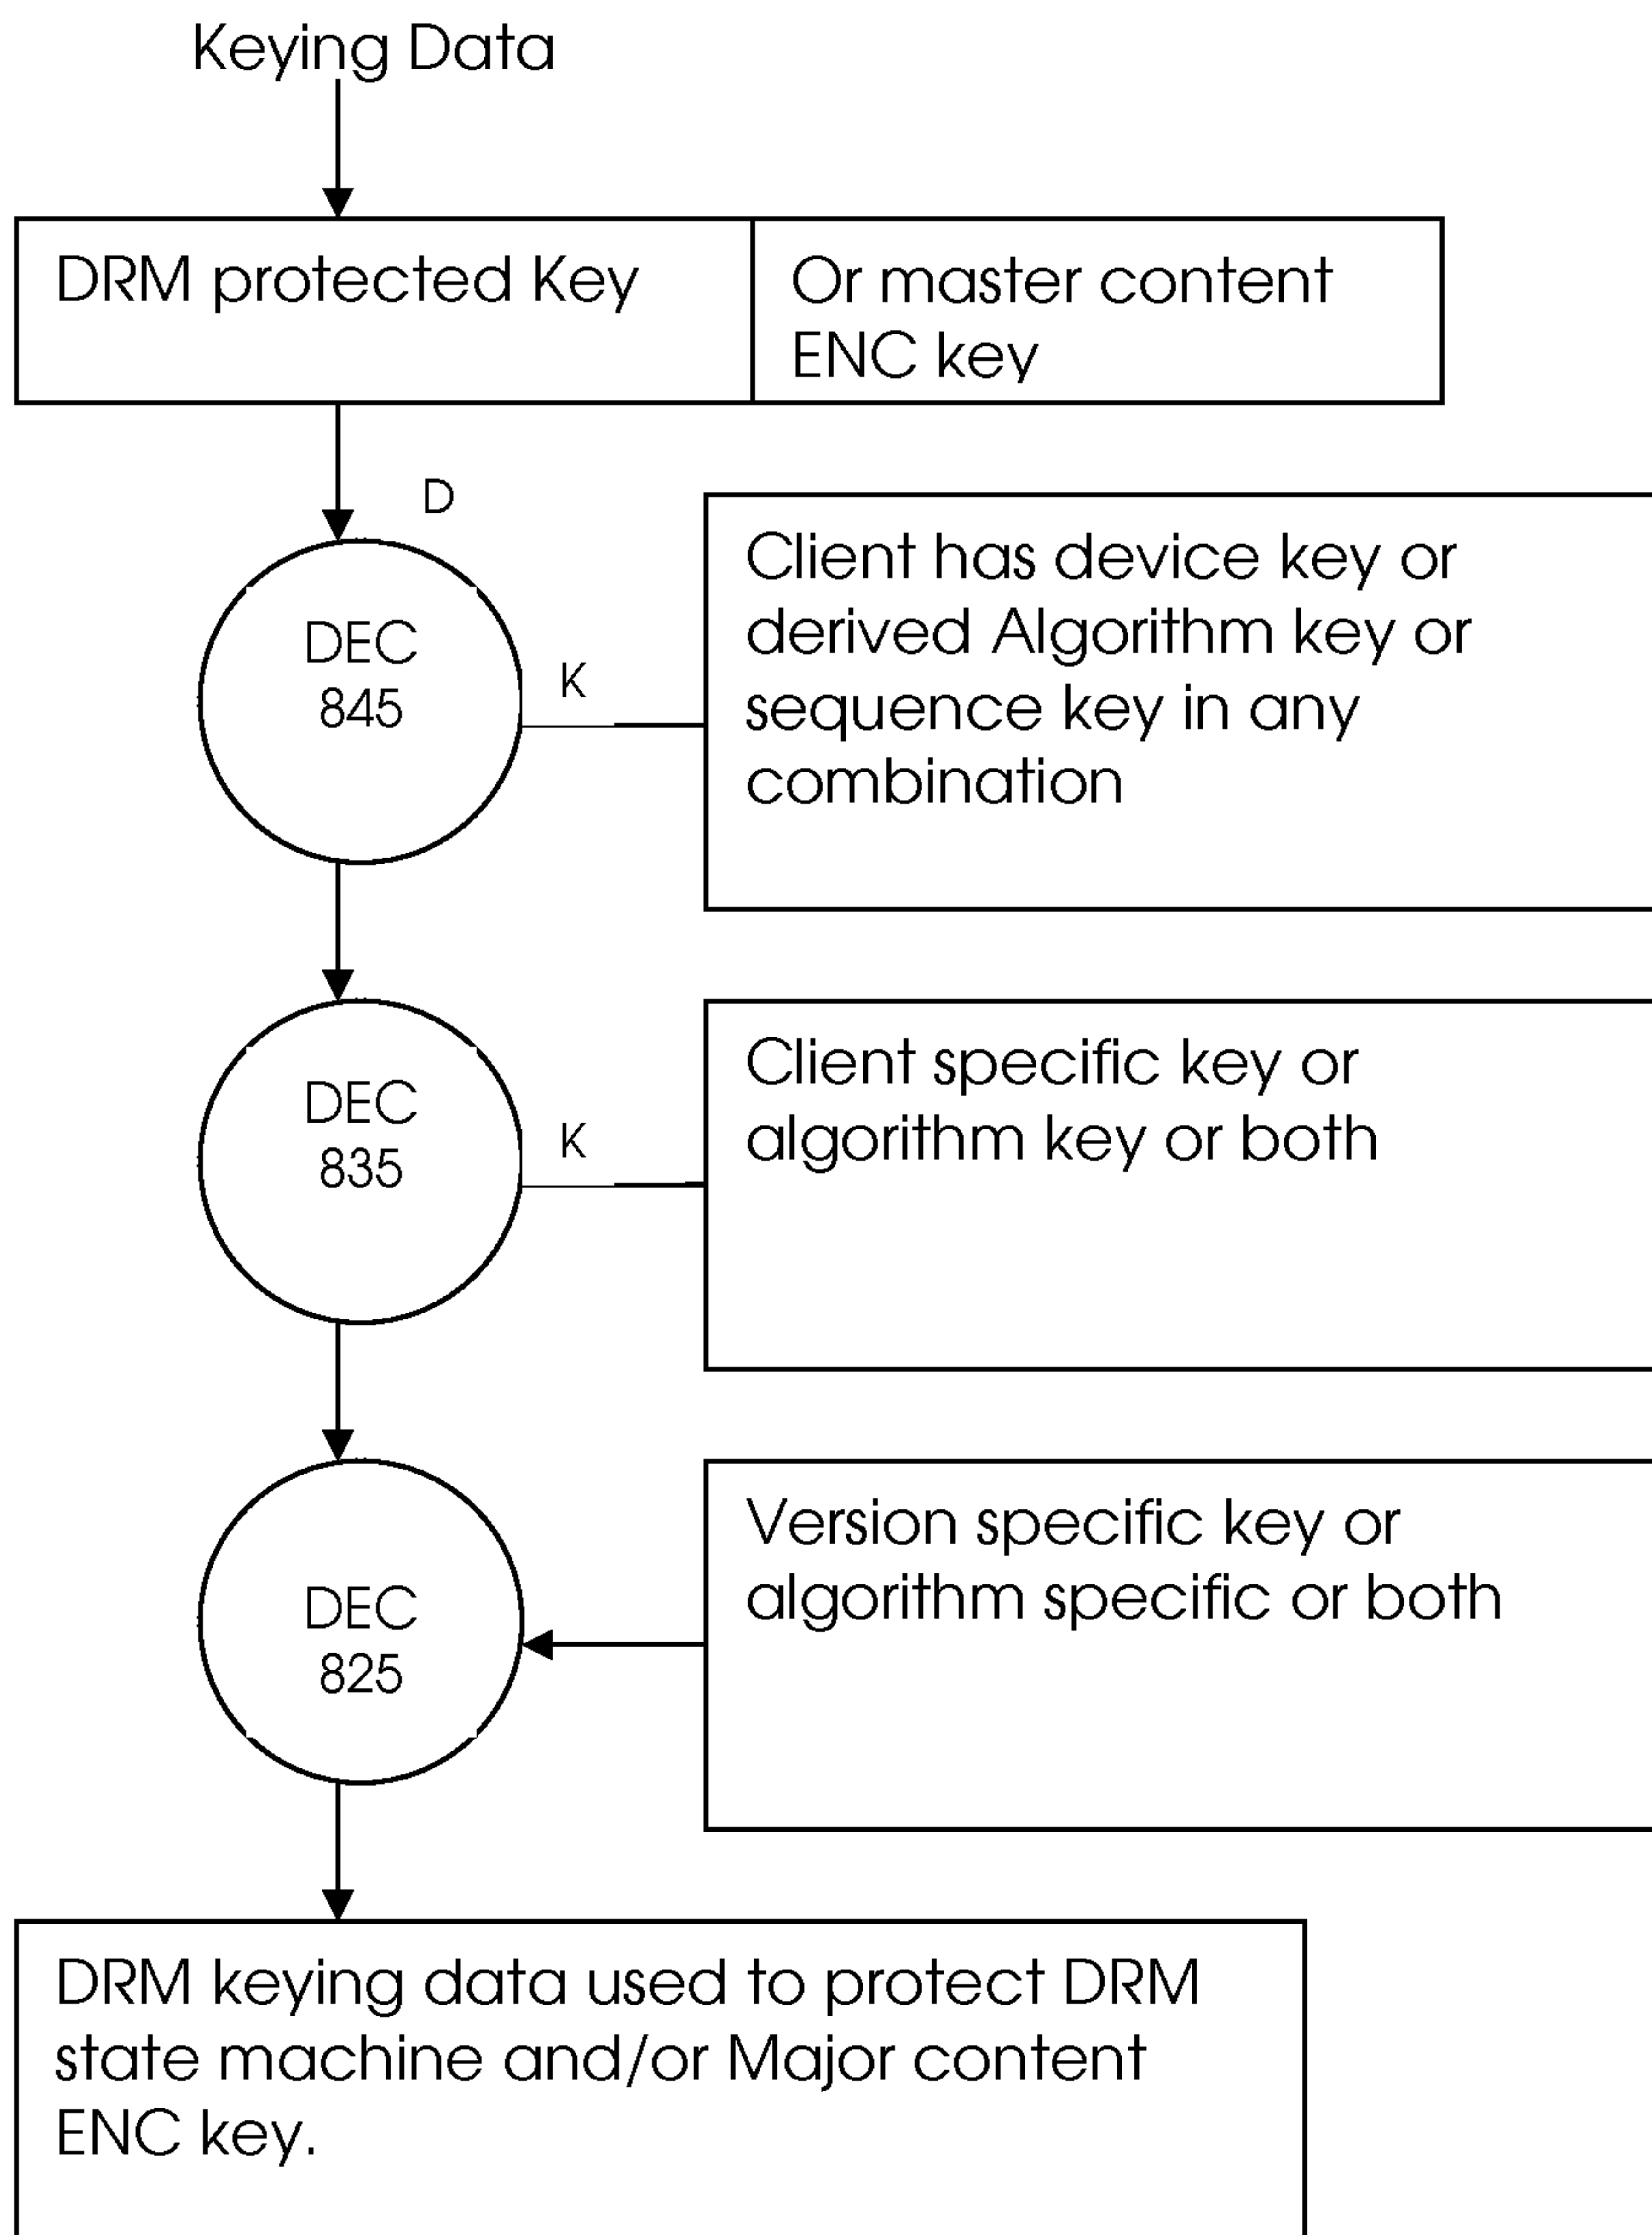 Keying Data
DRM protected Key
Or master content
ENC key
D
DEC
845
K
Client has device key or
derived Algorithm key or
sequence key in any
combination
DEC
835
K
Client specific key or
algorithm key or both
DEC
825
Version specific key or
algorithm specific or both
DRM keying data used to protect DRM
state machine and/or Major content
ENC key.